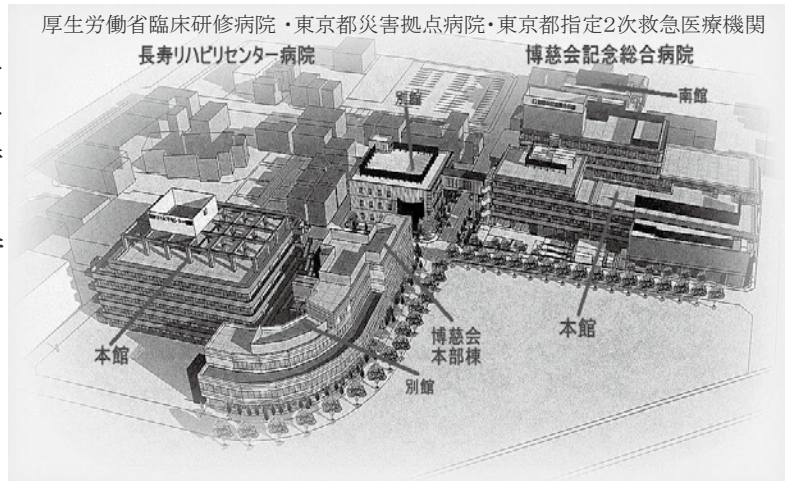 厚生労働省臨床研修病院・東京都災害拠点病院・東京都指定2次救急医療機関
長寿リハビリセンター病院
博慈会記念総合病院
別館
南館
本館
博慈会
本部棟
別館
本館